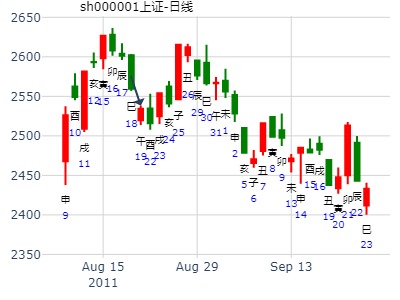 sh000001上证-日线
2650
2600
2550
2500
2450
2400
2350
申
9
酉
10
戌
11
亥
12
寅
15
卯
16
辰
17
巳
18
午
19
酉
22
戌
23
亥
24
子
25
丑
26
辰
29
巳
30
午
31
未
1
申
2
亥
5
子
6
丑
7
寅
8
卯
9
未
13
申
14
酉
15
戌
16
丑
19
寅
20
卯
21
辰
22
巳
23
Aug 15
2011
Aug 29
Sep 13